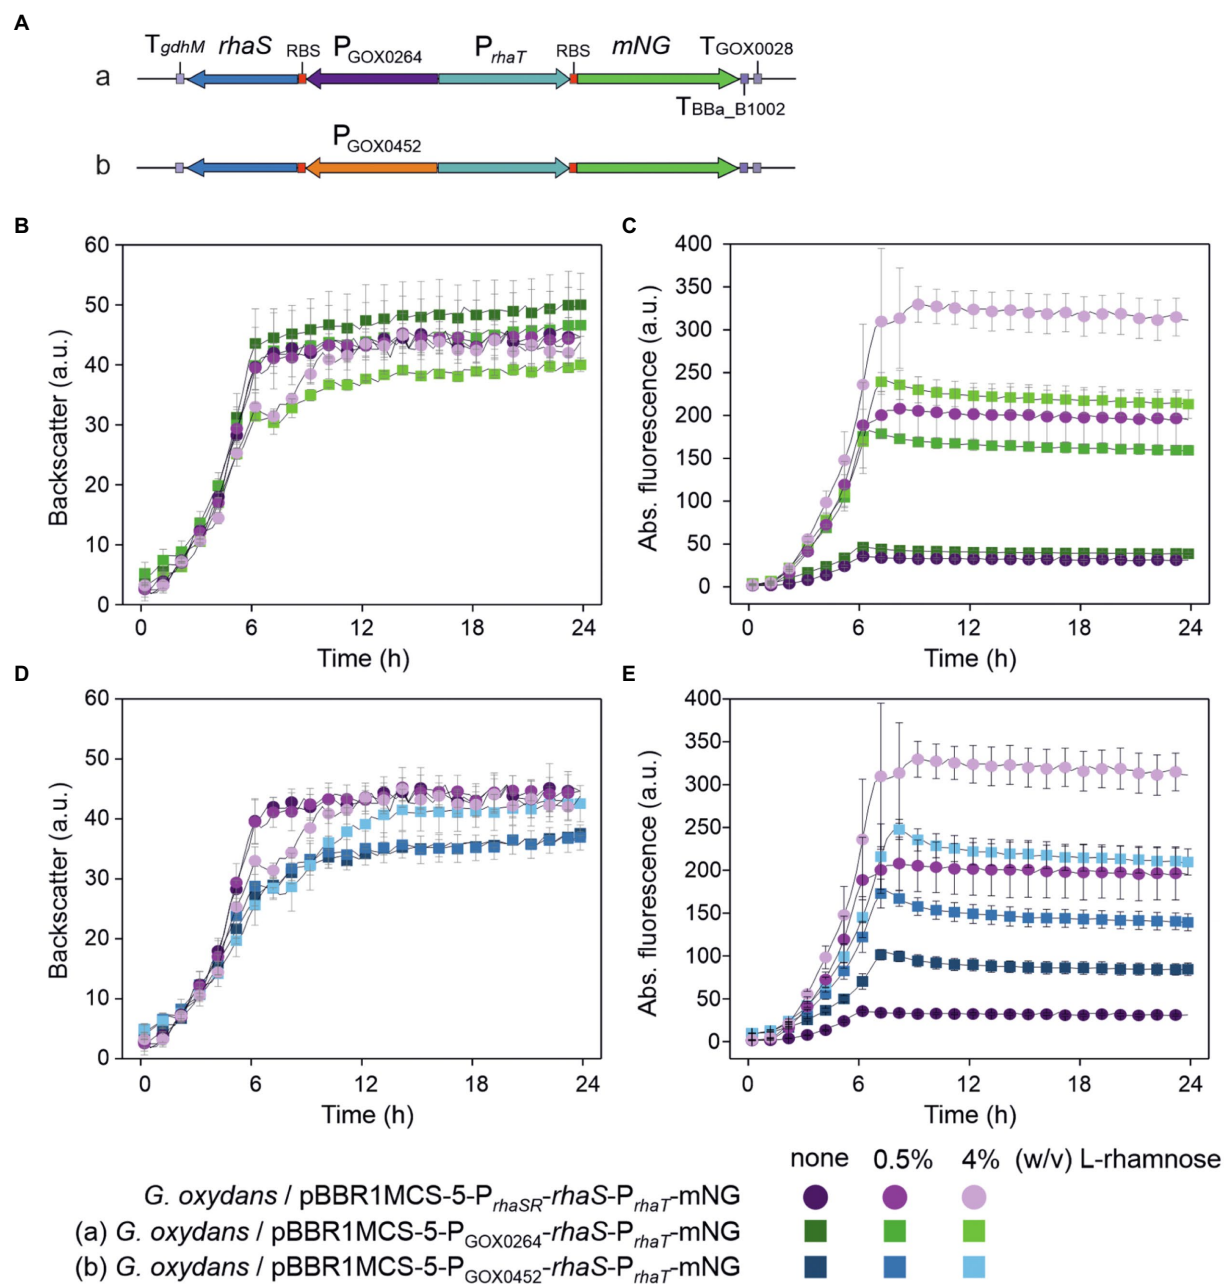 A
TgdhM rhaS RBS PGOX0264 PrhaT RBS mNG TGOX0028
a
TBBa_B1002
PGOX0452
b
B
60
50
40
30
20
10
0
Backscatter (a.u.)
0 6 12 18 24
Time (h)
C
400
350
300
250
200
150
100
50
0
Abs. fluorescence (a.u.)
0 6 12 18 24
Time (h)
D
60
50
40
30
20
10
0
Backscatter (a.u.)
0 6 12 18 24
Time (h)
E
400
350
300
250
200
150
100
50
0
Abs. fluorescence (a.u.)
0 6 12 18 24
Time (h)
none 0.5% 4% (w/v) L-rhamnose
G. oxydans / pBBR1MCS-5-PrhaSR-rhaS-PrhaT-mNG
(a) G. oxydans / pBBR1MCS-5-PGOX0264-rhaS-PrhaT-mNG
(b) G. oxydans / pBBR1MCS-5-PGOX0452-rhaS-PrhaT-mNG